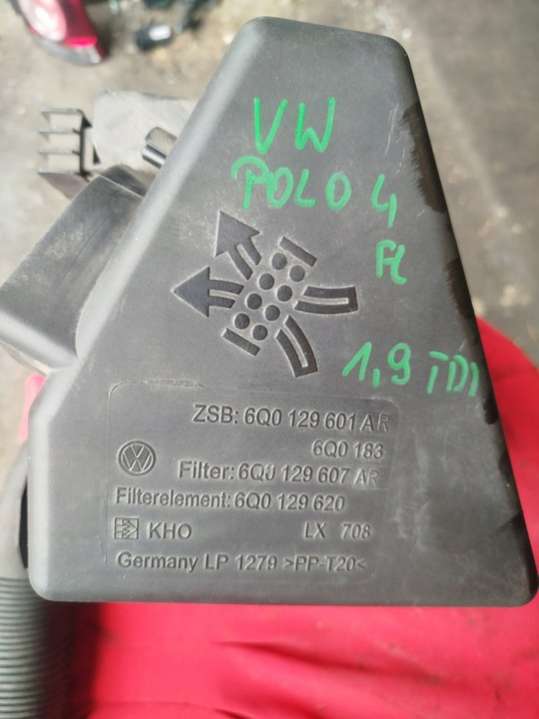 VW
POLO 4
FL
1,9 TDI
ZSB: 6Q0 129 601 AR
6Q0 183
Filter: 6Q0 129 607 AR
Filterelement: 6Q0 129 620
KHO LX 708
Germany LP 1279 >PP-T20<